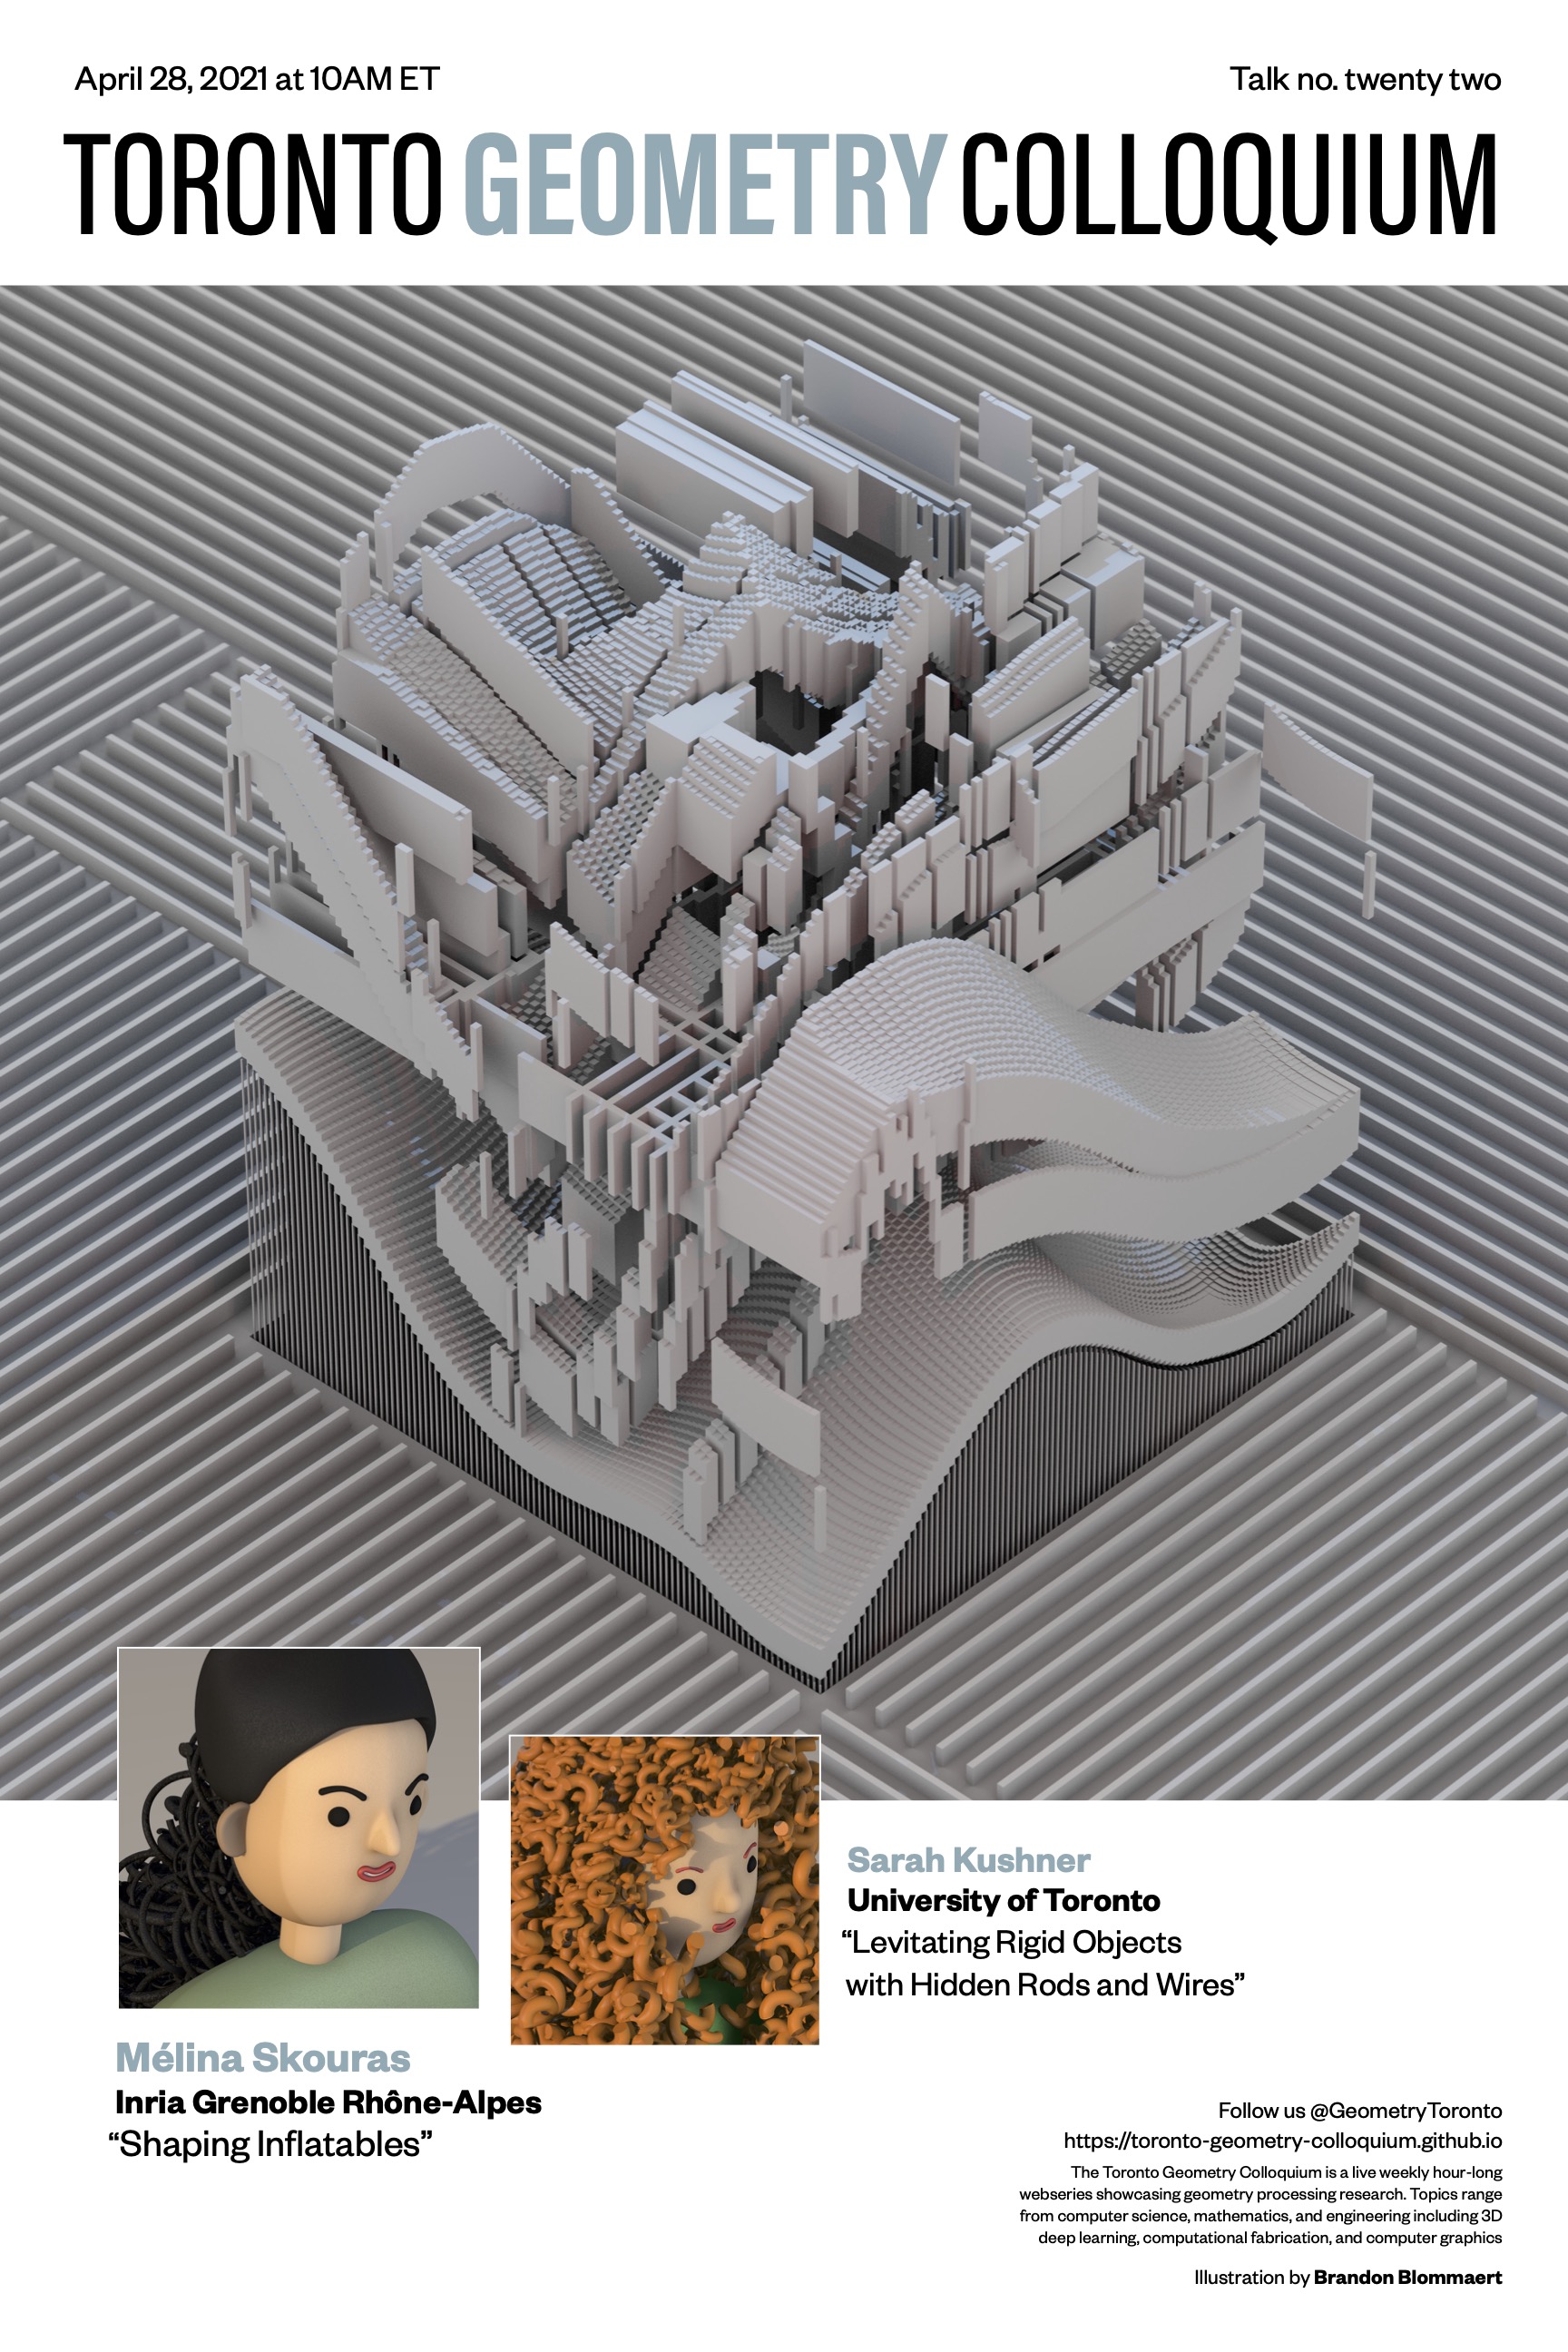 April 28, 2021 at 10AM ET
Talk no. twenty two
TORONTO GEOMETRY COLLOQUIUM
Sarah Kushner
University of Toronto
“Levitating Rigid Objects
with Hidden Rods and Wires”
Mélina Skouras
Inria Grenoble Rhône-Alpes
“Shaping Inflatables”
Follow us @GeometryToronto
https://toronto-geometry-colloquium.github.io
The Toronto Geometry Colloquium is a live weekly hour-long
webseries showcasing geometry processing research. Topics range
from computer science, mathematics, and engineering including 3D
deep learning, computational fabrication, and computer graphics
Illustration by Brandon Blommaert